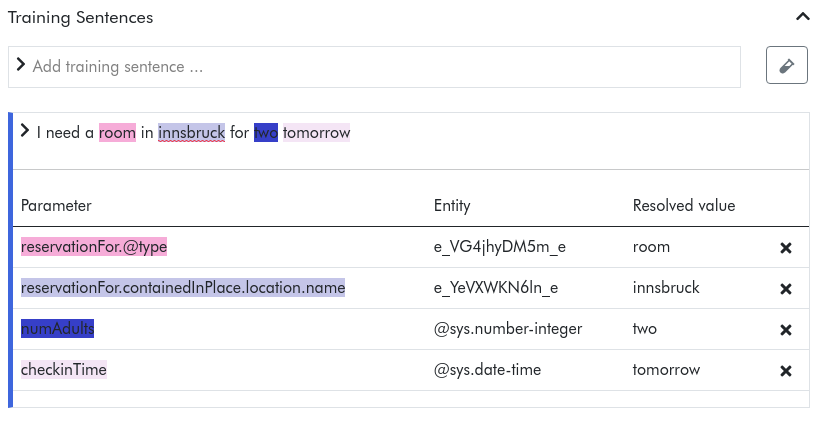 Training Sentences
Add training sentence ...
I need a room in innsbruck for two tomorrow
Parameter Entity Resolved value
reservationFor.@type e_VG4jhyDM5m_e room
reservationFor.containedInPlace.location.name e_YeVXWKN6ln_e innsbruck
numAdults @sys.number-integer two
checkinTime @sys.date-time tomorrow